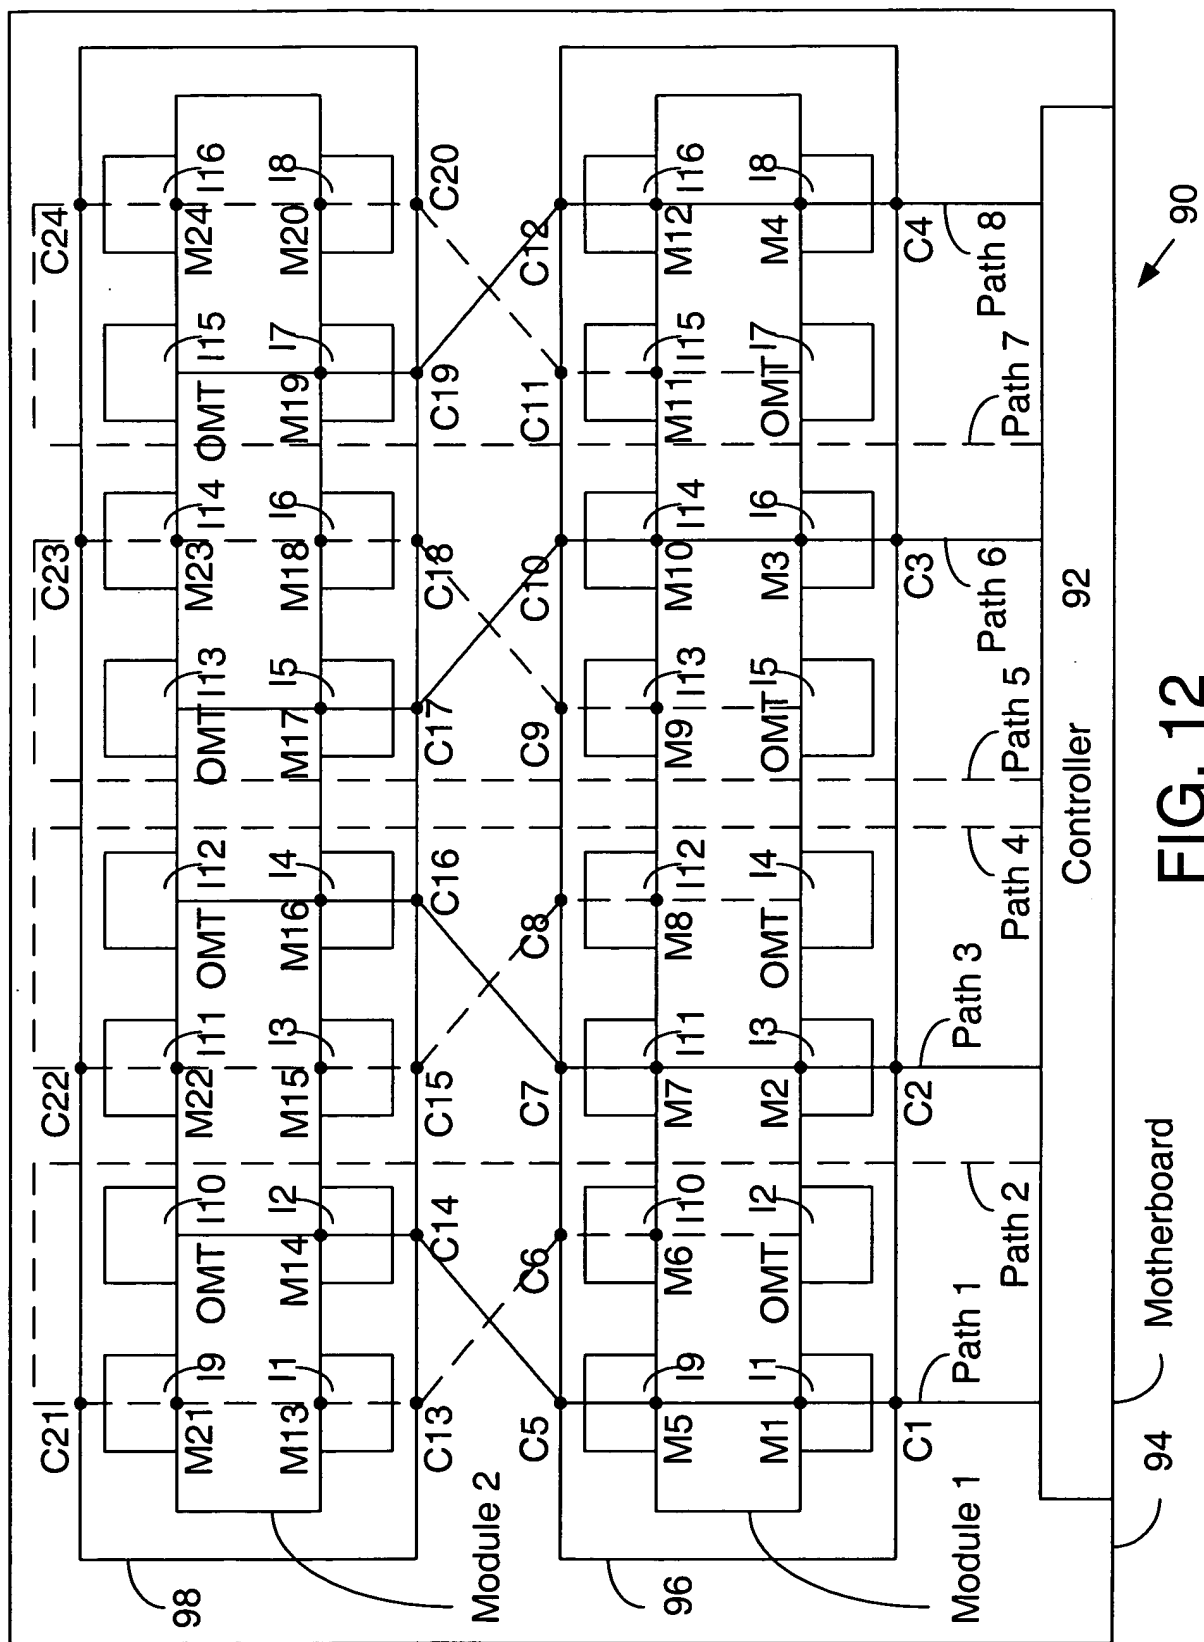 C21 C22 C23 C24
98
M21 I9 OMT I10 M22 I11 OMT I12 OMT I13 M23 I14 OMT I15 M24 I16
M13 I1 M14 I2 M15 I3 M16 I4 M17 I5 M18 I6 M19 I7 M20 I8
C13 C14 C15 C16 C17 C18 C19 C20
Module 2
C5 C6 C7 C8 C9 C10 C11 C12
96
M5 I9 M6 I10 M7 I11 M8 I12 M9 I13 M10 I14 M11 I15 M12 I16
M1 I1 OMT I2 M2 I3 OMT I4 OMT I5 M3 I6 OMT I7 M4 I8
C1 C2 C3 C4
Module 1
Path 1 Path 3 Path 6 Path 8
Path 2 Path 4 Path 5 Path 7
Controller 92
94 Motherboard 90
FIG. 12